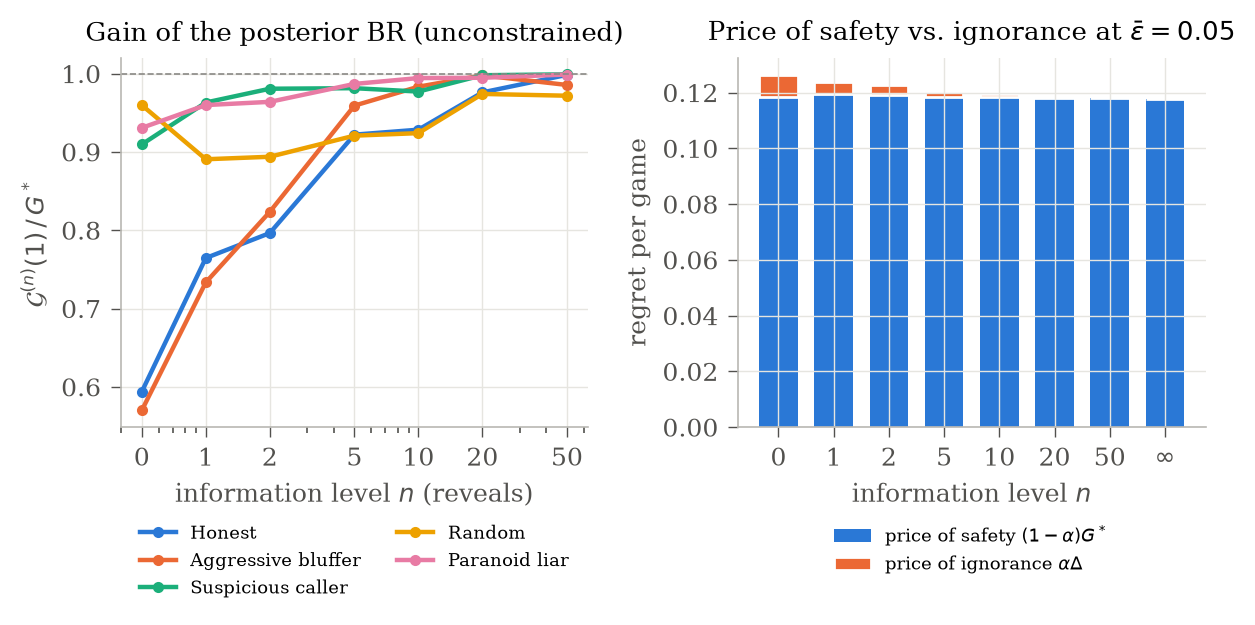 Gain of the posterior BR (unconstrained)
1.0
0.9
0.8
0.7
0.6
𝒢⁽ⁿ⁾(1) / G*
0 1 2 5 10 20 50
information level n (reveals)
Honest
Aggressive bluffer
Suspicious caller
Random
Paranoid liar
Price of safety vs. ignorance at ε̄ = 0.05
0.12
0.10
0.08
0.06
0.04
0.02
0.00
regret per game
0 1 2 5 10 20 50 ∞
information level n
price of safety (1 − α)G*
price of ignorance αΔ